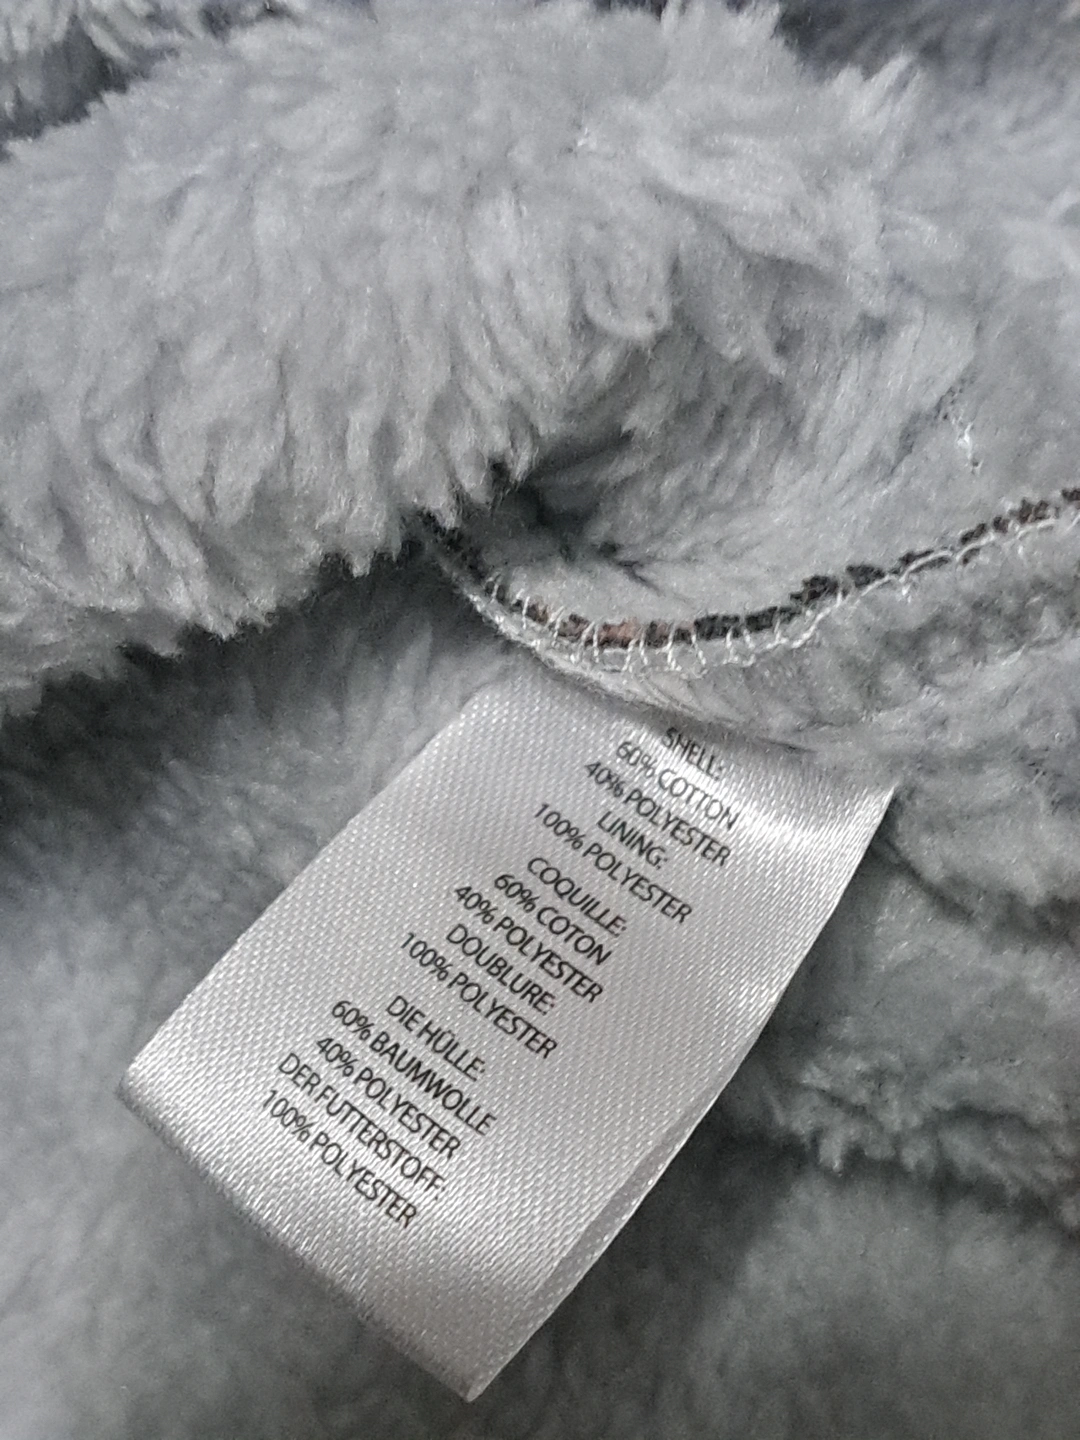 SHELL:
60% COTTON
40% POLYESTER
LINING:
100% POLYESTER
COQUILLE:
60% COTON
40% POLYESTER
DOUBLURE:
100% POLYESTER
DIE HÜLLE:
60% BAUMWOLLE
40% POLYESTER
DER FUTTERSTOFF:
100% POLYESTER